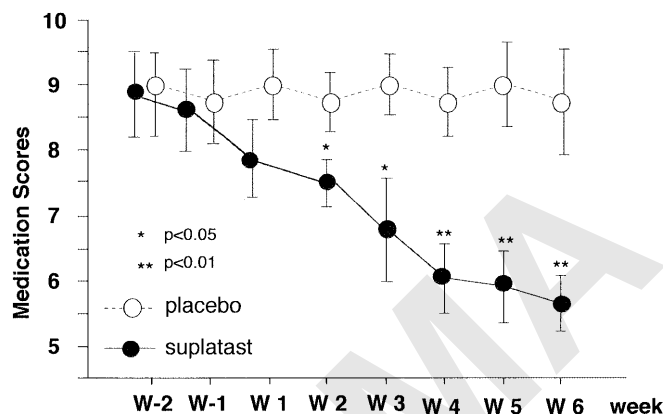 10
9
8
7
6
5
Medication Scores
*
*
**
**
**
* p<0.05
** p<0.01
placebo
suplatast
W-2 W-1 W 1 W 2 W 3 W 4 W 5 W 6 week
MA